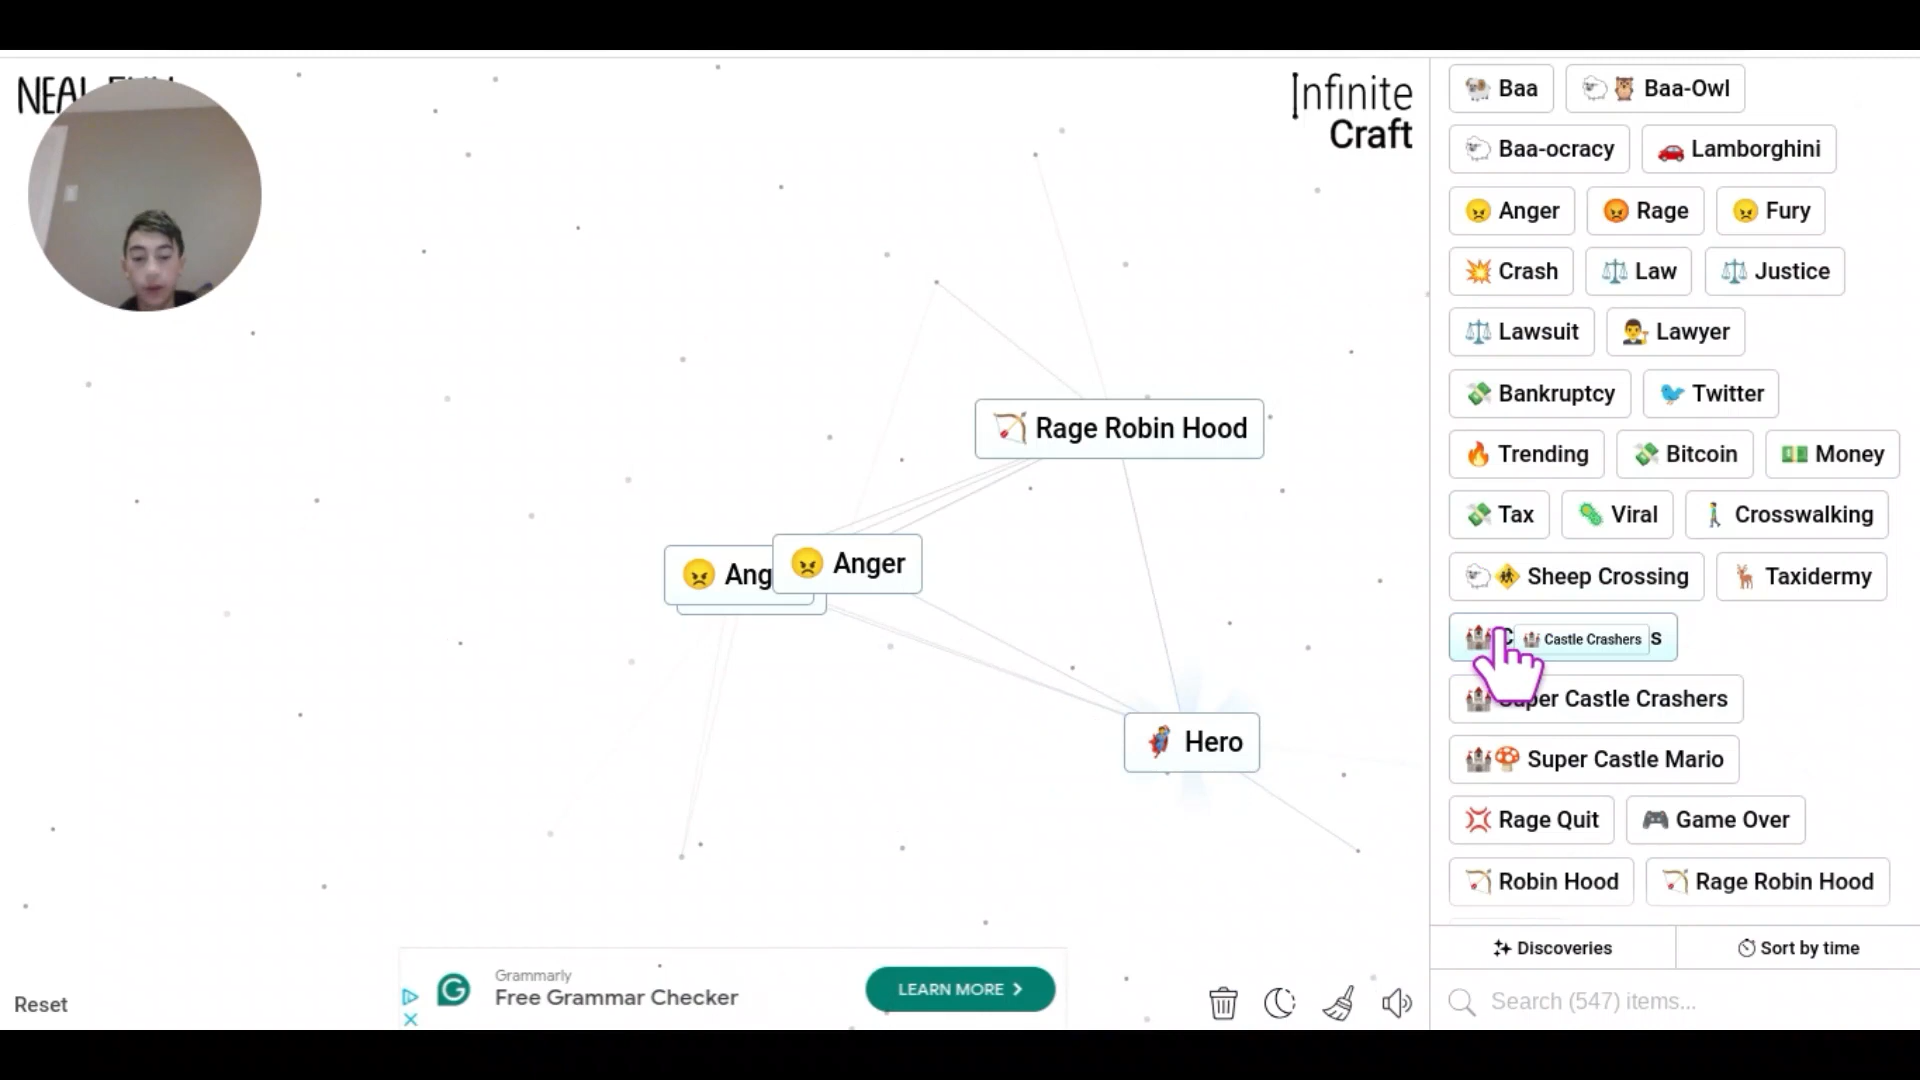 NEAL.FUN
Infinite
Craft
Rage Robin Hood
Ang
Anger
Hero
Grammarly
Free Grammar Checker
LEARN MORE
Reset
Baa
Baa-Owl
Baa-ocracy
Lamborghini
Anger
Rage
Fury
Crash
Law
Justice
Lawsuit
Lawyer
Bankruptcy
Twitter
Trending
Bitcoin
Money
Tax
Viral
Crosswalking
Sheep Crossing
Taxidermy
C
Castle Crashers
s
Super Castle Crashers
Super Castle Mario
Rage Quit
Game Over
Robin Hood
Rage Robin Hood
Discoveries
Sort by time
Search (547) items...